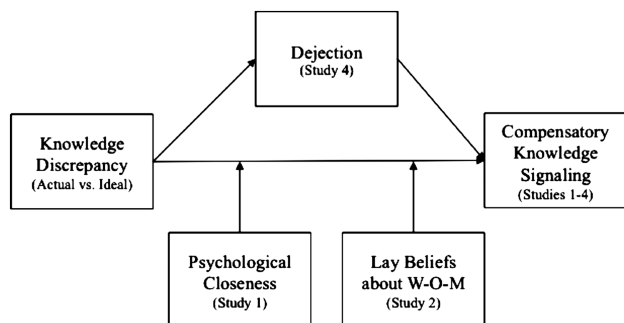 Dejection
(Study 4)
Knowledge
Discrepancy
(Actual vs. Ideal)
Compensatory
Knowledge
Signaling
(Studies 1-4)
Psychological
Closeness
(Study 1)
Lay Beliefs
about W-O-M
(Study 2)